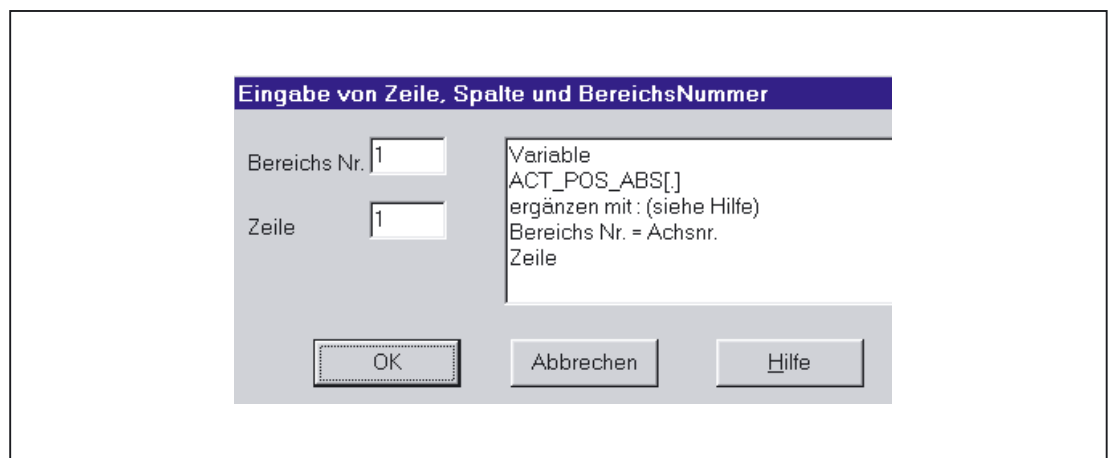 Eingabe von Zeile, Spalte und BereichsNummer
Bereichs Nr. 1
Zeile 1
Variable
ACT_POS_ABS[.]
ergänzen mit : (siehe Hilfe)
Bereichs Nr. = Achsnr.
Zeile
OK
Abbrechen
Hilfe